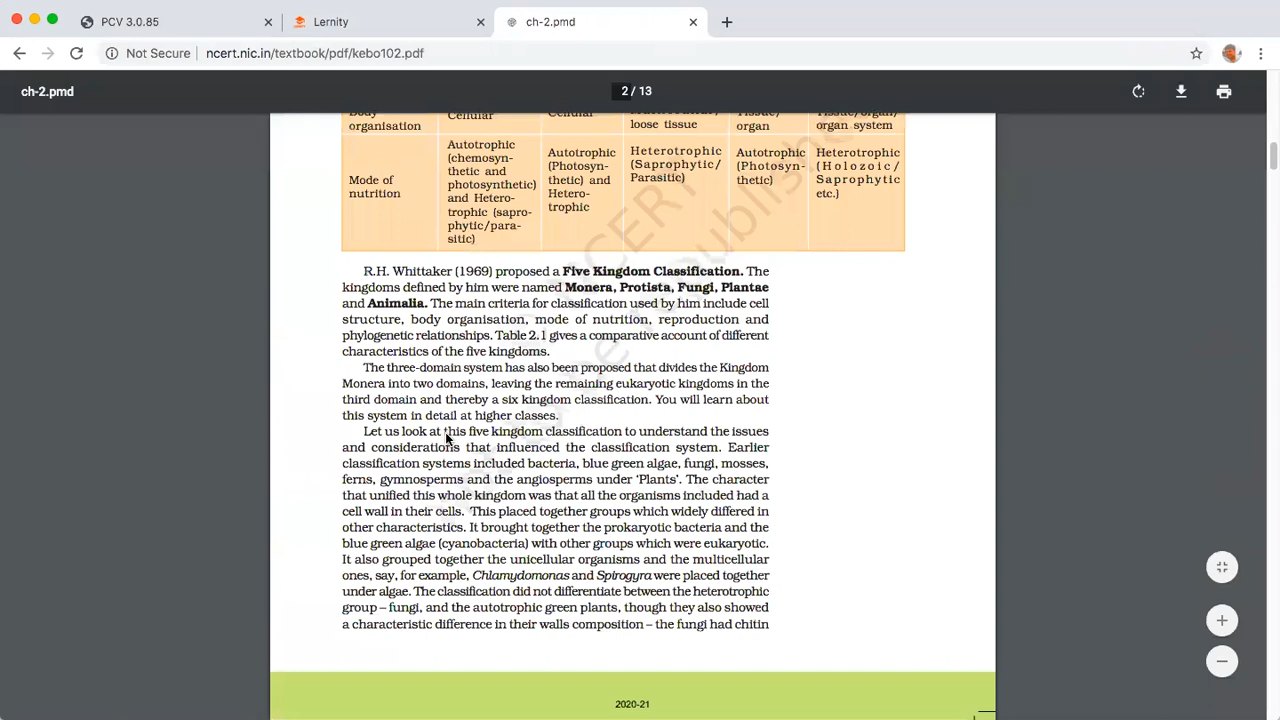 PCV 3.0.85
Lernity
ch-2.pmd
Not Secure
ncert.nic.in/textbook/pdf/kebo102.pdf
ch-2.pmd
2 / 13
Body organisation
Cellular
Cellular
loose tissue
Tissue/organ/
organ
organ system
Mode of
nutrition
Autotrophic
(chemosyn-
thetic and
photosynthetic)
and Hetero-
trophic (sapro-
phytic/para-
sitic)
Autotrophic
(Photosyn-
thetic) and
Hetero-
trophic
Heterotrophic
(Saprophytic/
Parasitic)
Autotrophic
(Photosyn-
thetic)
Heterotrophic
(Holozoic/
Saprophytic
etc.)
R.H. Whittaker (1969) proposed a Five Kingdom Classification. The
kingdoms defined by him were named Monera, Protista, Fungi, Plantae
and Animalia. The main criteria for classification used by him include cell
structure, body organisation, mode of nutrition, reproduction and
phylogenetic relationships. Table 2.1 gives a comparative account of different
characteristics of the five kingdoms.
The three-domain system has also been proposed that divides the Kingdom
Monera into two domains, leaving the remaining eukaryotic kingdoms in the
third domain and thereby a six kingdom classification. You will learn about
this system in detail at higher classes.
Let us look at this five kingdom classification to understand the issues
and considerations that influenced the classification system. Earlier
classification systems included bacteria, blue green algae, fungi, mosses,
ferns, gymnosperms and the angiosperms under 'Plants'. The character
that unified this whole kingdom was that all the organisms included had a
cell wall in their cells. This placed together groups which widely differed in
other characteristics. It brought together the prokaryotic bacteria and the
blue green algae (cyanobacteria) with other groups which were eukaryotic.
It also grouped together the unicellular organisms and the multicellular
ones, say, for example, Chlamydomonas and Spirogyra were placed together
under algae. The classification did not differentiate between the heterotrophic
group – fungi, and the autotrophic green plants, though they also showed
a characteristic difference in their walls composition – the fungi had chitin
2020-21